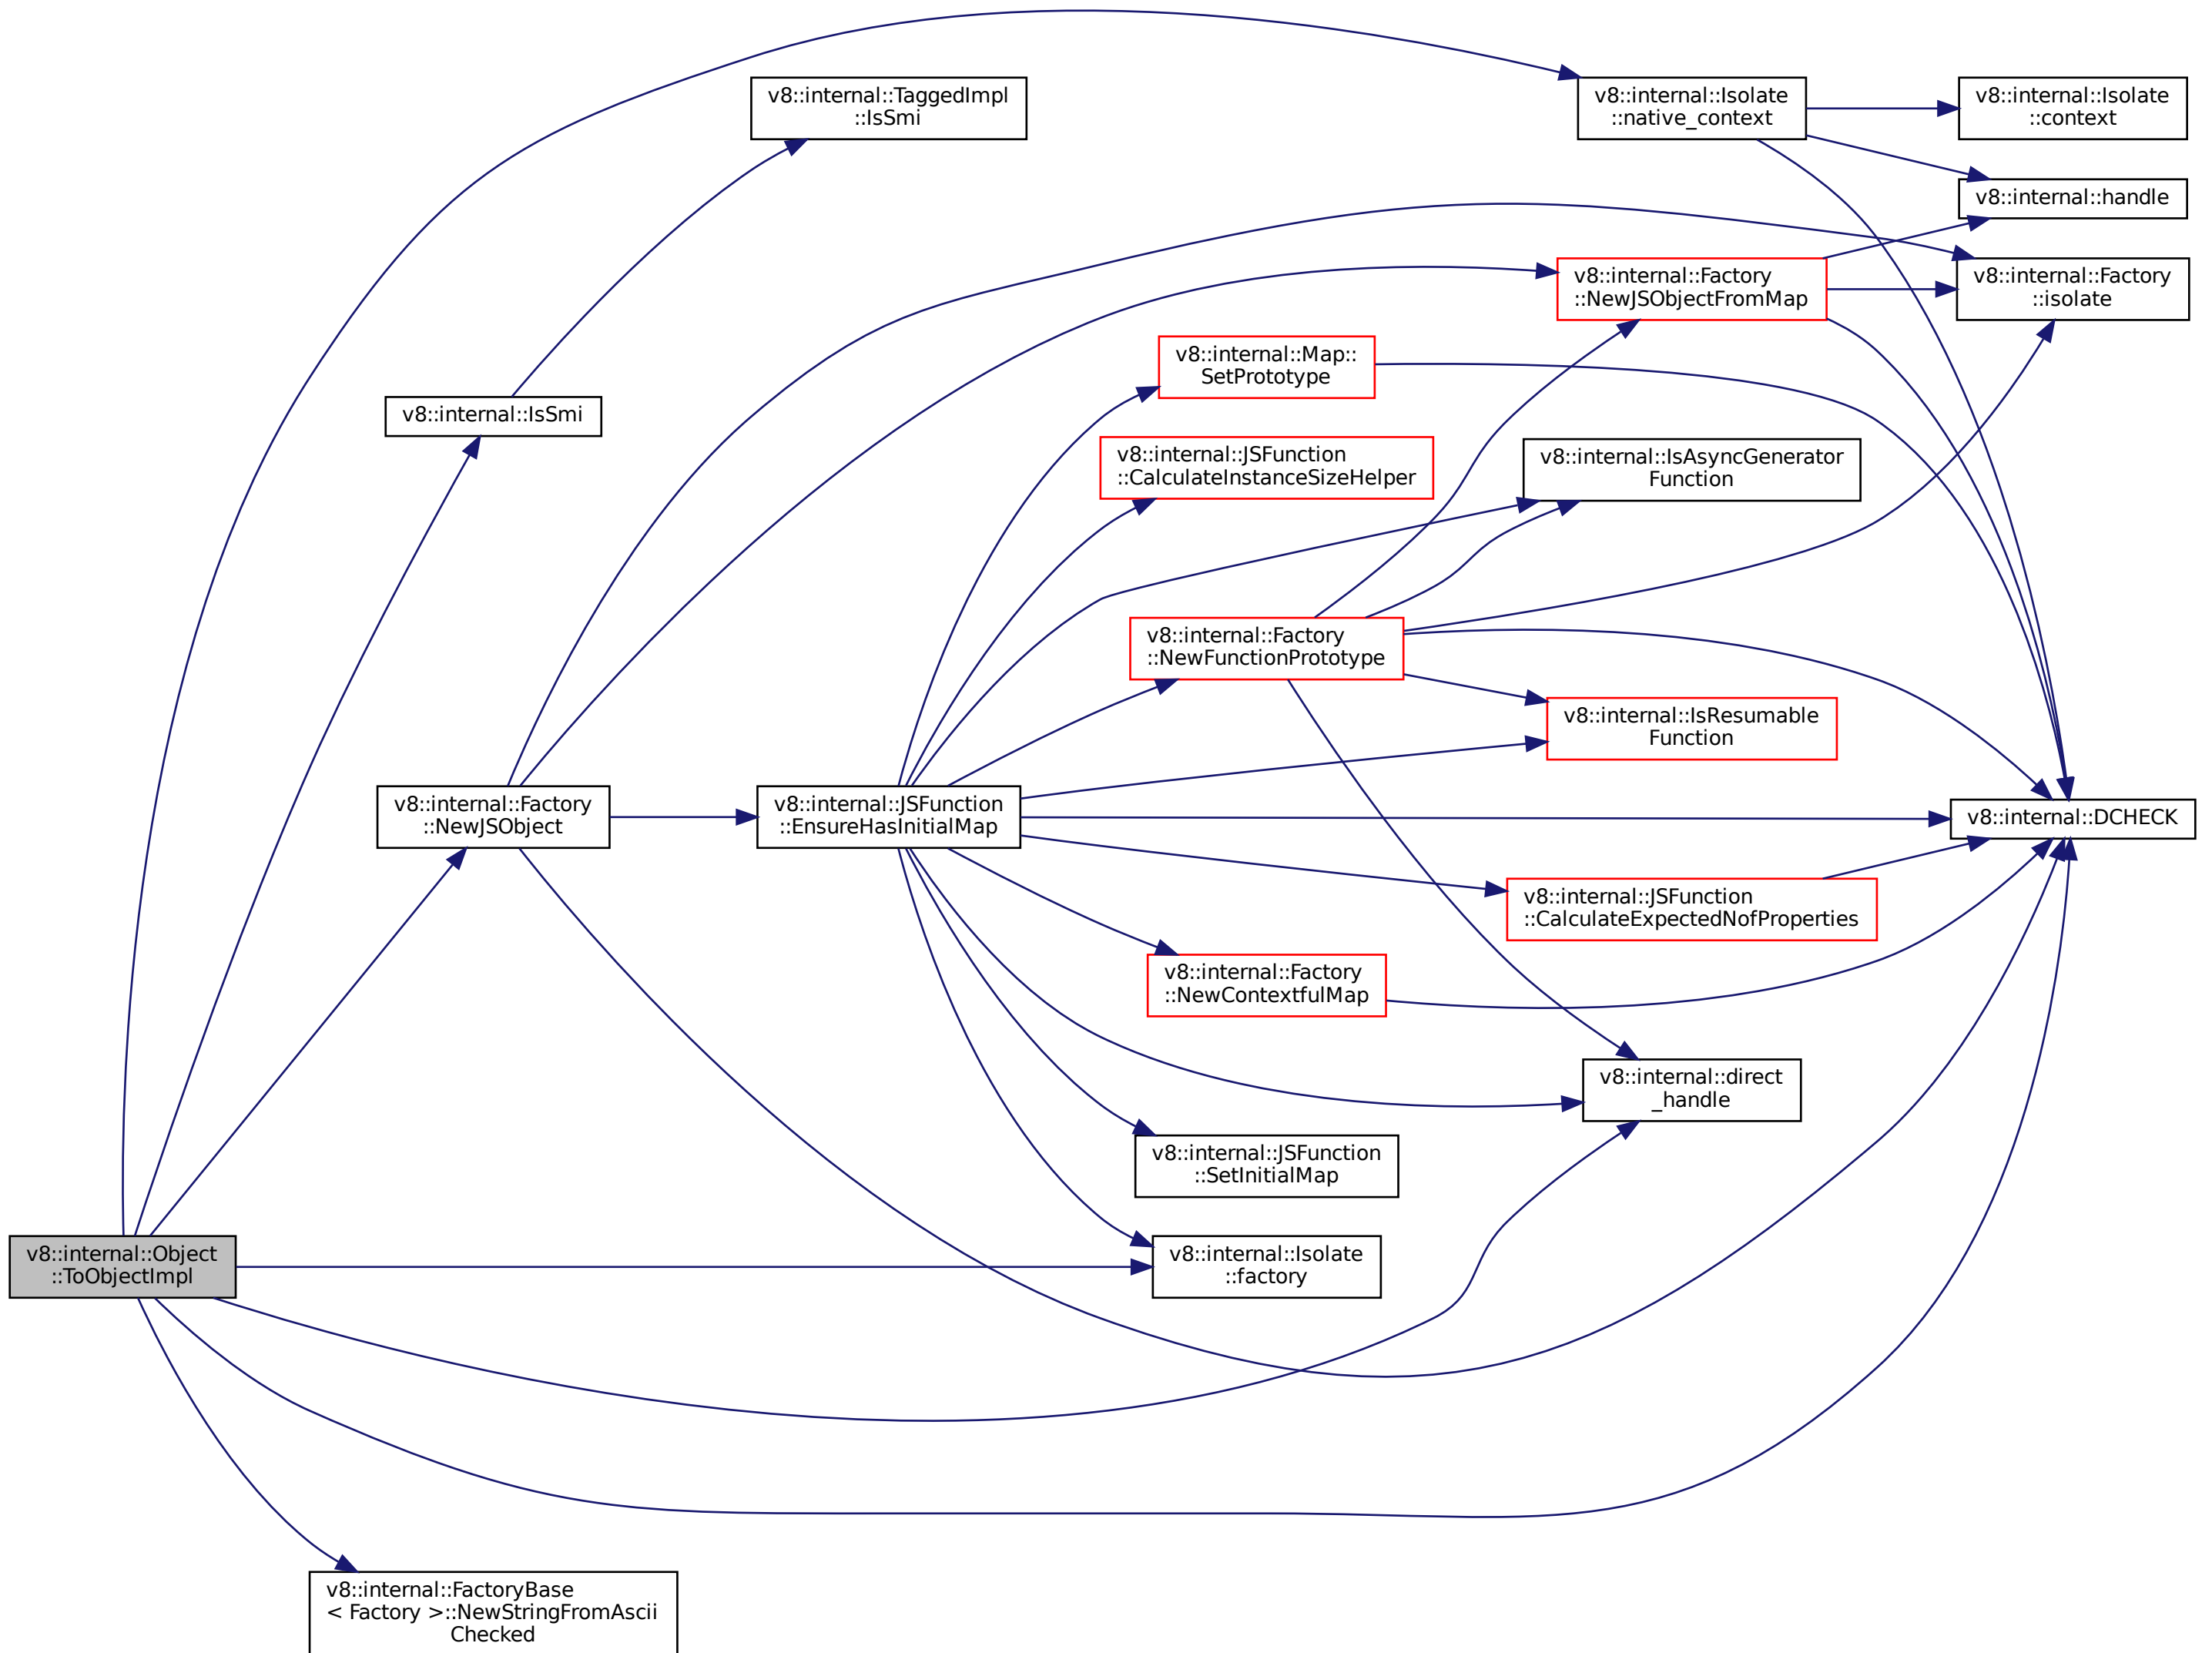 v8::internal::TaggedImpl
::IsSmi
v8::internal::Isolate
::native_context
v8::internal::Isolate
::context
v8::internal::handle
v8::internal::Factory
::NewJSObjectFromMap
v8::internal::Factory
::isolate
v8::internal::Map::
SetPrototype
v8::internal::IsSmi
v8::internal::JSFunction
::CalculateInstanceSizeHelper
v8::internal::IsAsyncGenerator
Function
v8::internal::Factory
::NewFunctionPrototype
v8::internal::IsResumable
Function
v8::internal::Factory
::NewJSObject
v8::internal::JSFunction
::EnsureHasInitialMap
v8::internal::DCHECK
v8::internal::JSFunction
::CalculateExpectedNofProperties
v8::internal::Factory
::NewContextfulMap
v8::internal::direct
_handle
v8::internal::JSFunction
::SetInitialMap
v8::internal::Object
::ToObjectImpl
v8::internal::Isolate
::factory
v8::internal::FactoryBase
< Factory >::NewStringFromAscii
Checked